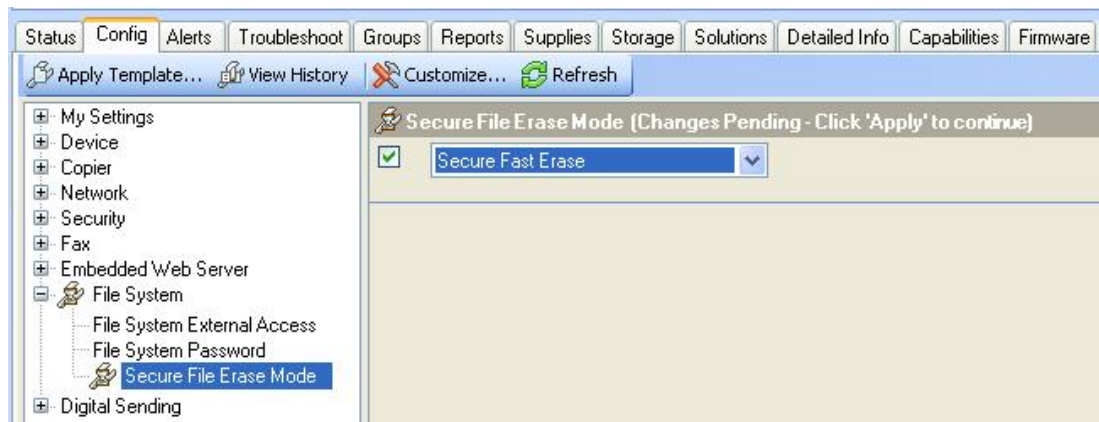 Status Config Alerts Troubleshoot Groups Reports Supplies Storage Solutions Detailed Info Capabilities Firmware
Apply Template... View History Customize... Refresh
My Settings
Device
Copier
Network
Security
Fax
Embedded Web Server
File System
File System External Access
File System Password
Secure File Erase Mode
Digital Sending
Secure File Erase Mode (Changes Pending - Click 'Apply' to continue)
Secure Fast Erase